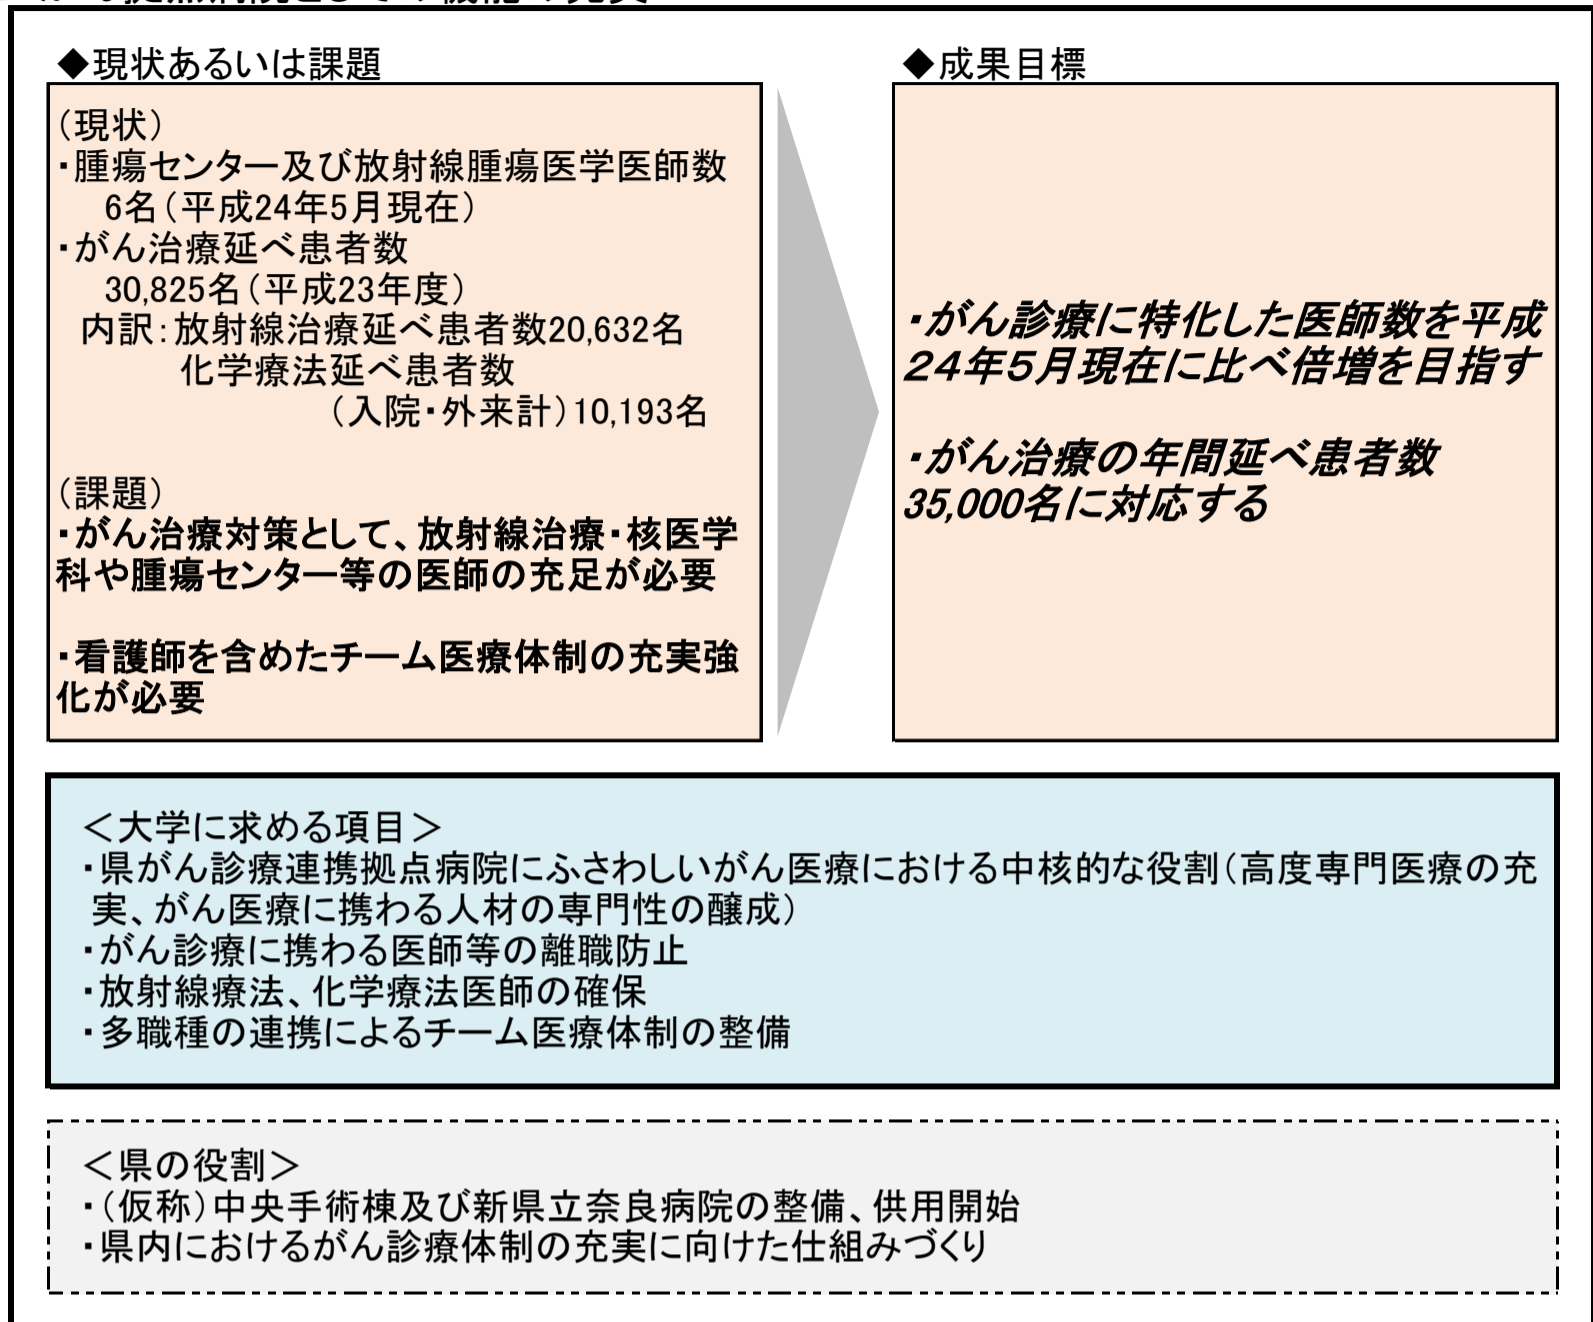 ◆現状あるいは課題
(現状)
・腫瘍センター及び放射線腫瘍医学医師数
6名(平成24年5月現在)
・がん治療延べ患者数
30,825名(平成23年度)
内訳:放射線治療延べ患者数20,632名
化学療法延べ患者数
(入院・外来計)10,193名
(課題)
・がん治療対策として、放射線治療・核医学
科や腫瘍センター等の医師の充足が必要
・看護師を含めたチーム医療体制の充実強
化が必要
◆成果目標
・がん診療に特化した医師数を平成
24年5月現在に比べ倍増を目指す
・がん治療の年間延べ患者数
35,000名に対応する
<大学に求める項目>
・県がん診療連携拠点病院にふさわしいがん医療における中核的な役割(高度専門医療の充
実、がん医療に携わる人材の専門性の醸成)
・がん診療に携わる医師等の離職防止
・放射線療法、化学療法医師の確保
・多職種の連携によるチーム医療体制の整備
<県の役割>
・(仮称)中央手術棟及び新県立奈良病院の整備、供用開始
・県内におけるがん診療体制の充実に向けた仕組みづくり